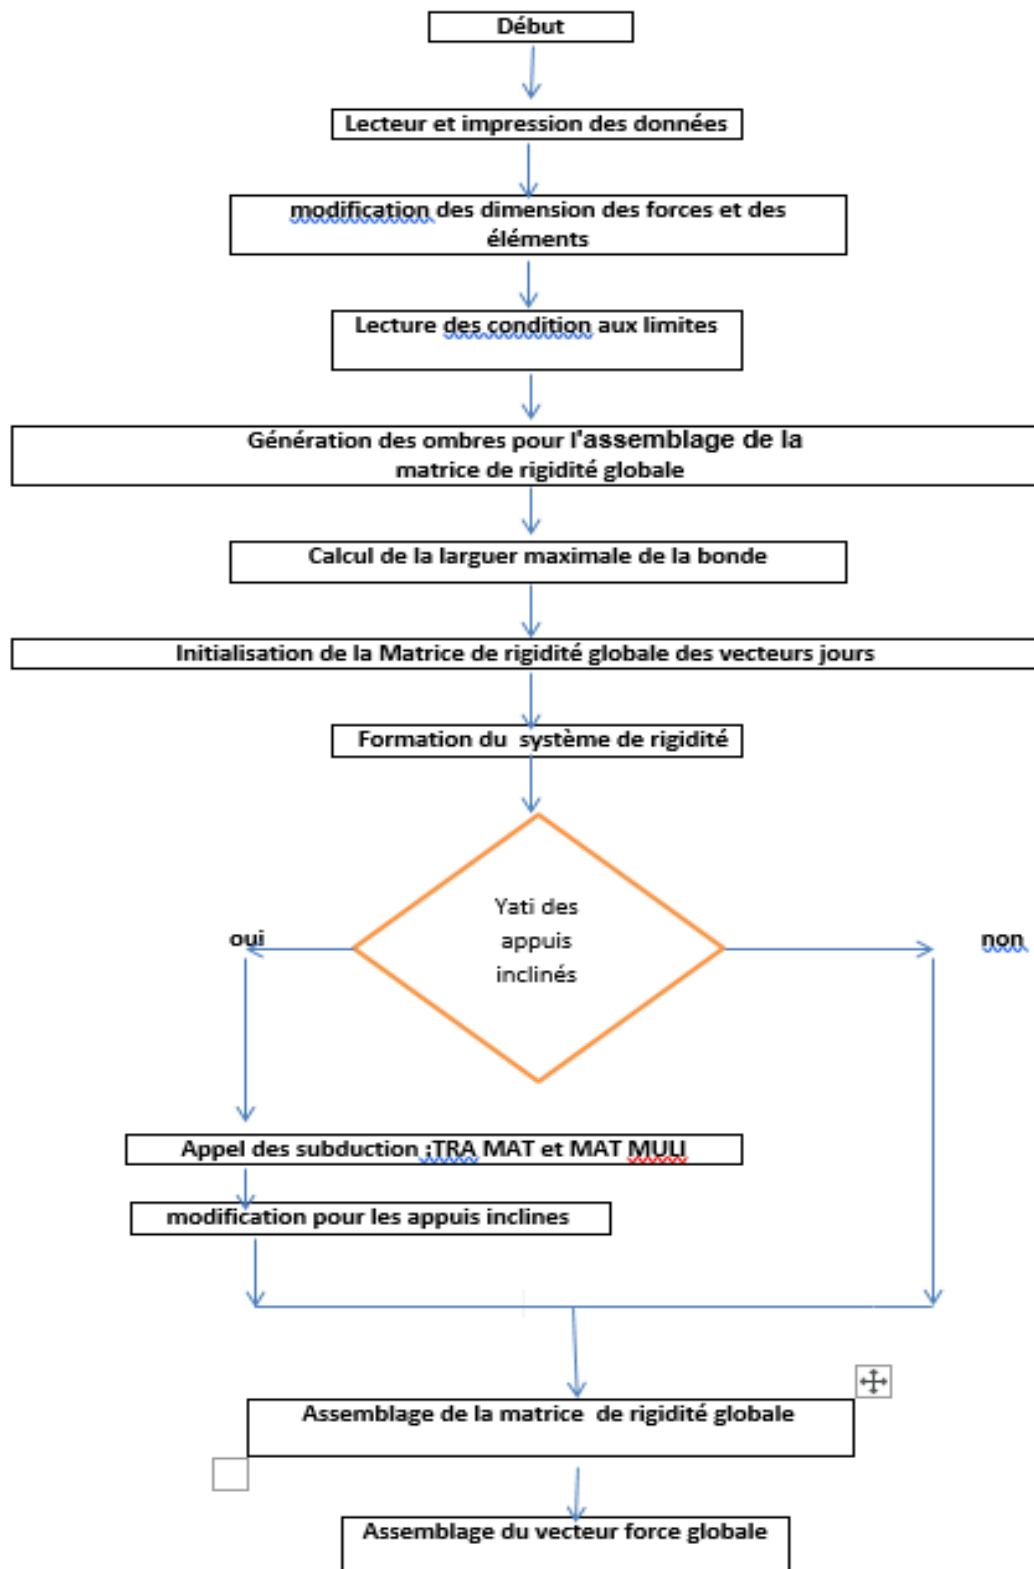 Début
Lecteur et impression des données
modification des dimension des forces et des
éléments
Lecture des condition aux limites
Génération des ombres pour l'assemblage de la
matrice de rigidité globale
Calcul de la larguer maximale de la bonde
Initialisation de la Matrice de rigidité globale des vecteurs jours
Formation du système de rigidité
Yati des
appuis
inclinés
oui
non
Appel des subduction :TRA MAT et MAT MULI
modification pour les appuis inclines
Assemblage de la matrice de rigidité globale
Assemblage du vecteur force globale